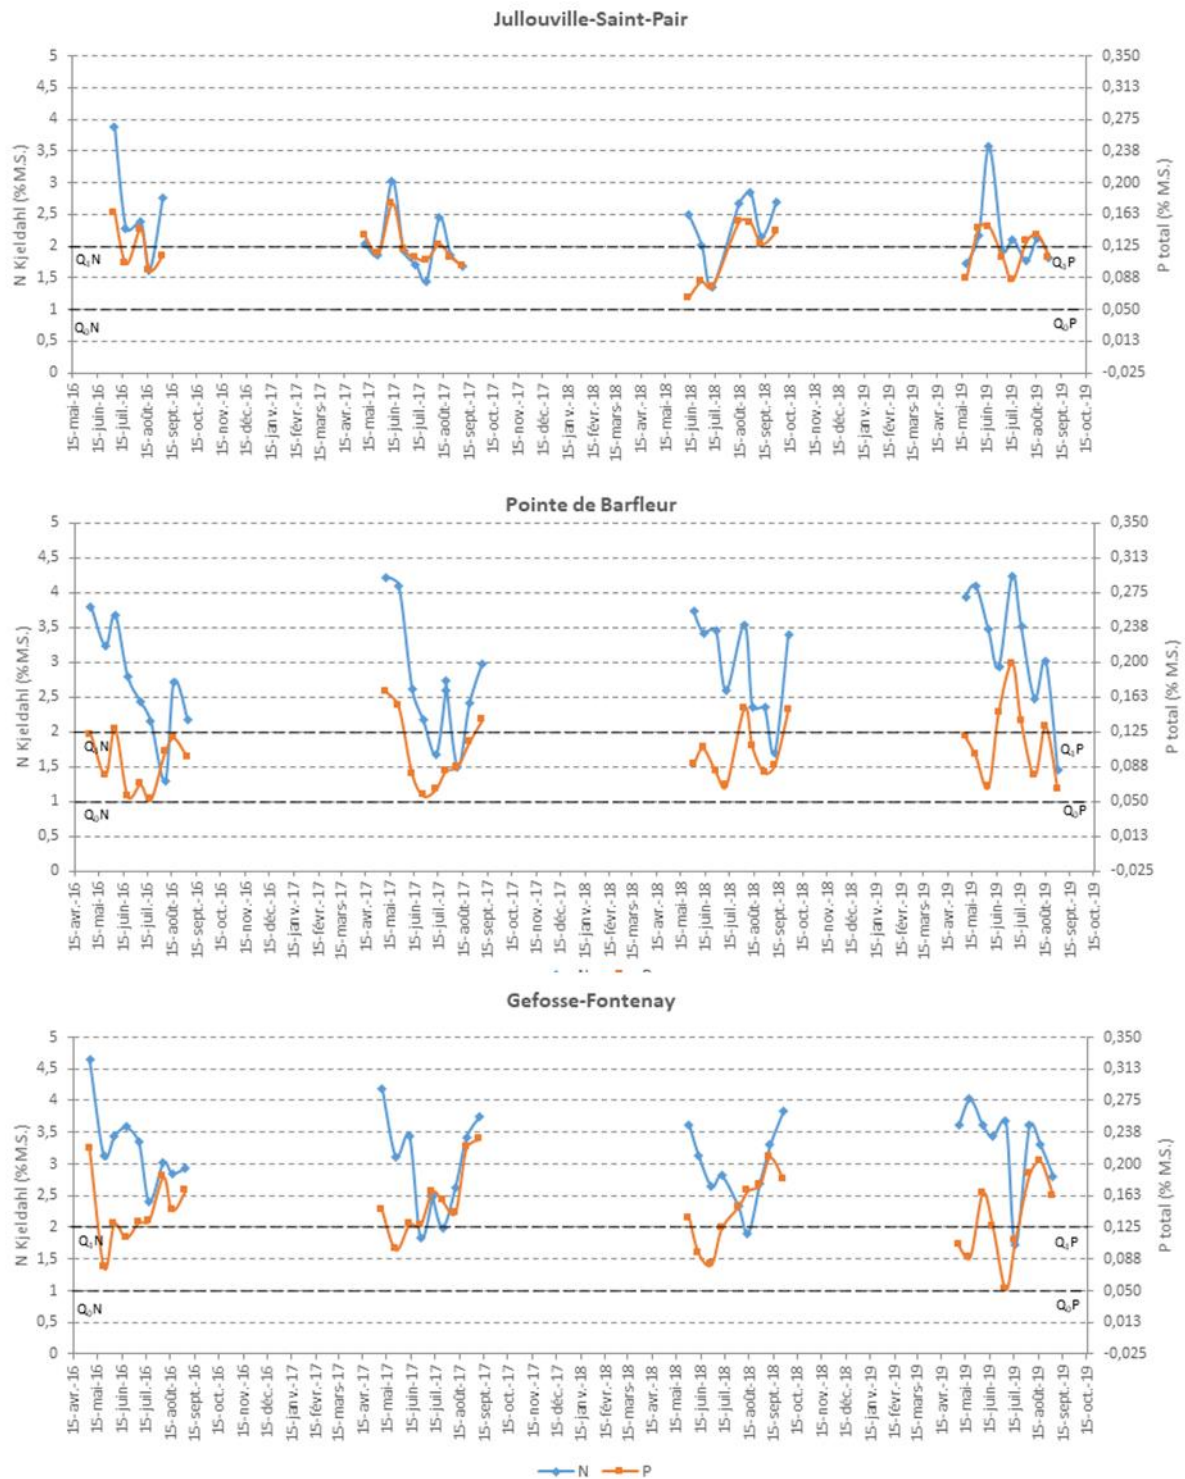 Jullouville-Saint-Pair
N Kjeldahl (%M.S.)
5
4,5
4
3,5
3
2,5
2
1,5
1
0,5
0
Q₁N
Q₀N
Q₁P
Q₀P
0,350
0,313
0,275
0,238
0,200
0,163
0,125
0,088
0,050
0,013
-0,025
P total (% M.S.)
15-mai-16
15-juin-16
15-juil.-16
15-août-16
15-sept.-16
15-oct.-16
15-nov.-16
15-déc.-16
15-janv.-17
15-févr.-17
15-mars-17
15-avr.-17
15-mai-17
15-juin-17
15-juil.-17
15-août-17
15-sept.-17
15-oct.-17
15-nov.-17
15-déc.-17
15-janv.-18
15-févr.-18
15-mars-18
15-avr.-18
15-mai-18
15-juin-18
15-juil.-18
15-août-18
15-sept.-18
15-oct.-18
15-nov.-18
15-déc.-18
15-janv.-19
15-févr.-19
15-mars-19
15-avr.-19
15-mai-19
15-juin-19
15-juil.-19
15-août-19
15-sept.-19
15-oct.-19
Pointe de Barfleur
N Kjeldahl (%M.S.)
5
4,5
4
3,5
3
2,5
2
1,5
1
0,5
0
Q₁N
Q₀N
Q₁P
Q₀P
0,350
0,313
0,275
0,238
0,200
0,163
0,125
0,088
0,050
0,013
-0,025
P total (% M.S.)
15-avr.-16
15-mai-16
15-juin-16
15-juil.-16
15-août-16
15-sept.-16
15-oct.-16
15-nov.-16
15-déc.-16
15-janv.-17
15-févr.-17
15-mars-17
15-avr.-17
15-mai-17
15-juin-17
15-juil.-17
15-août-17
15-sept.-17
15-oct.-17
15-nov.-17
15-déc.-17
15-janv.-18
15-févr.-18
15-mars-18
15-avr.-18
15-mai-18
15-juin-18
15-juil.-18
15-août-18
15-sept.-18
15-oct.-18
15-nov.-18
15-déc.-18
15-janv.-19
15-févr.-19
15-mars-19
15-avr.-19
15-mai-19
15-juin-19
15-juil.-19
15-août-19
15-sept.-19
15-oct.-19
Gefosse-Fontenay
N Kjeldahl (%M.S.)
5
4,5
4
3,5
3
2,5
2
1,5
1
0,5
0
Q₁N
Q₀N
Q₁P
Q₀P
0,350
0,313
0,275
0,238
0,200
0,163
0,125
0,088
0,050
0,013
-0,025
P total (% M.S.)
15-avr.-16
15-mai-16
15-juin-16
15-juil.-16
15-août-16
15-sept.-16
15-oct.-16
15-nov.-16
15-déc.-16
15-janv.-17
15-févr.-17
15-mars-17
15-avr.-17
15-mai-17
15-juin-17
15-juil.-17
15-août-17
15-sept.-17
15-oct.-17
15-nov.-17
15-déc.-17
15-janv.-18
15-févr.-18
15-mars-18
15-avr.-18
15-mai-18
15-juin-18
15-juil.-18
15-août-18
15-sept.-18
15-oct.-18
15-nov.-18
15-déc.-18
15-janv.-19
15-févr.-19
15-mars-19
15-avr.-19
15-mai-19
15-juin-19
15-juil.-19
15-août-19
15-sept.-19
15-oct.-19
N P